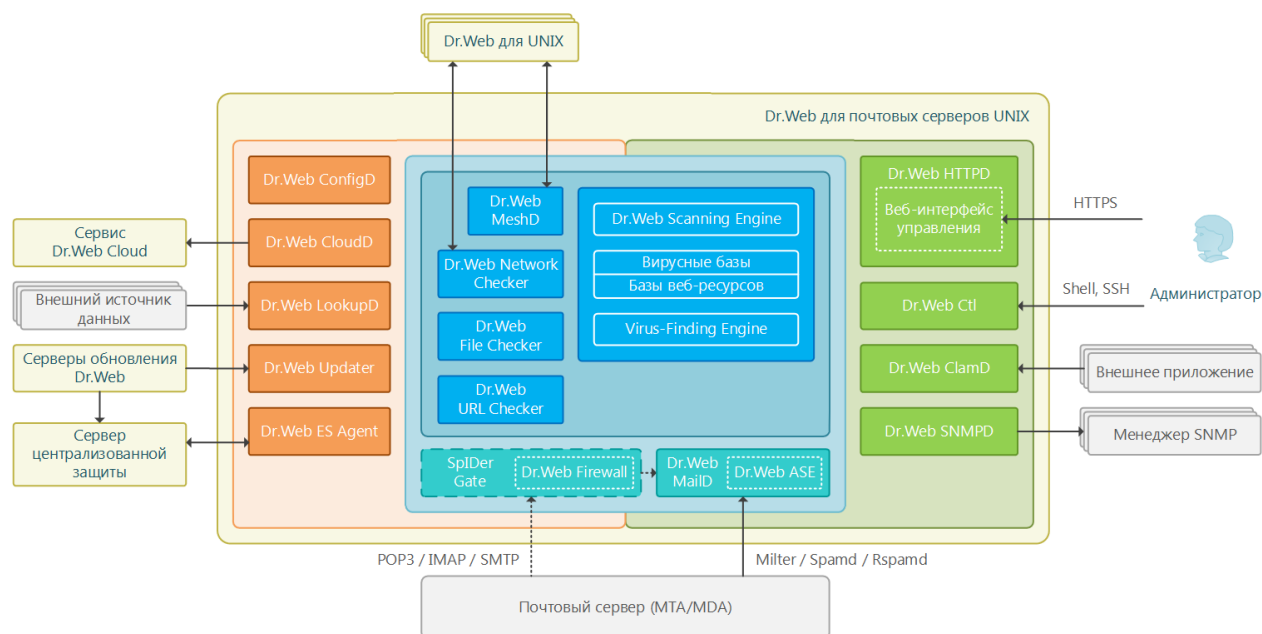 Dr.Web для UNIX
Dr.Web для почтовых серверов UNIX
Dr.Web ConfigD
Dr.Web CloudD
Dr.Web LookupD
Dr.Web Updater
Dr.Web ES Agent
Сервис
Dr.Web Cloud
Внешний источник
данных
Серверы обновления
Dr.Web
Сервер
централизованной
защиты
Dr.Web
MeshD
Dr.Web Network
Checker
Dr.Web
File Checker
Dr.Web
URL Checker
Dr.Web Scanning Engine
Вирусные базы
Базы веб-ресурсов
Virus-Finding Engine
SpIDer
Gate
Dr.Web Firewall
Dr.Web
MailD
Dr.Web ASE
Dr.Web HTTPD
Веб-интерфейс
управления
Dr.Web Ctl
Dr.Web ClamD
Dr.Web SNMPD
HTTPS
Shell, SSH
Администратор
Внешнее приложение
Менеджер SNMP
POP3 / IMAP / SMTP
Milter / Spamd / Rspamd
Почтовый сервер (MTA/MDA)